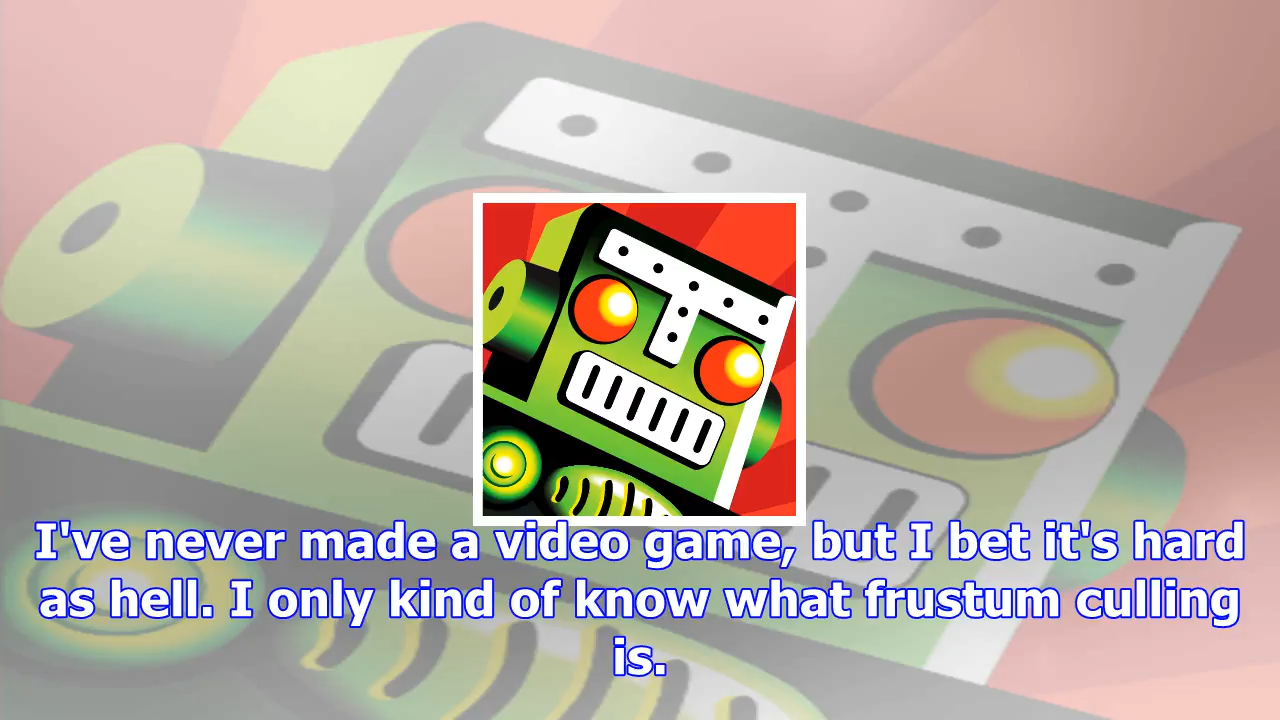 I've never made a video game, but I bet it's hard
as hell. I only kind of know what frustum culling
is.